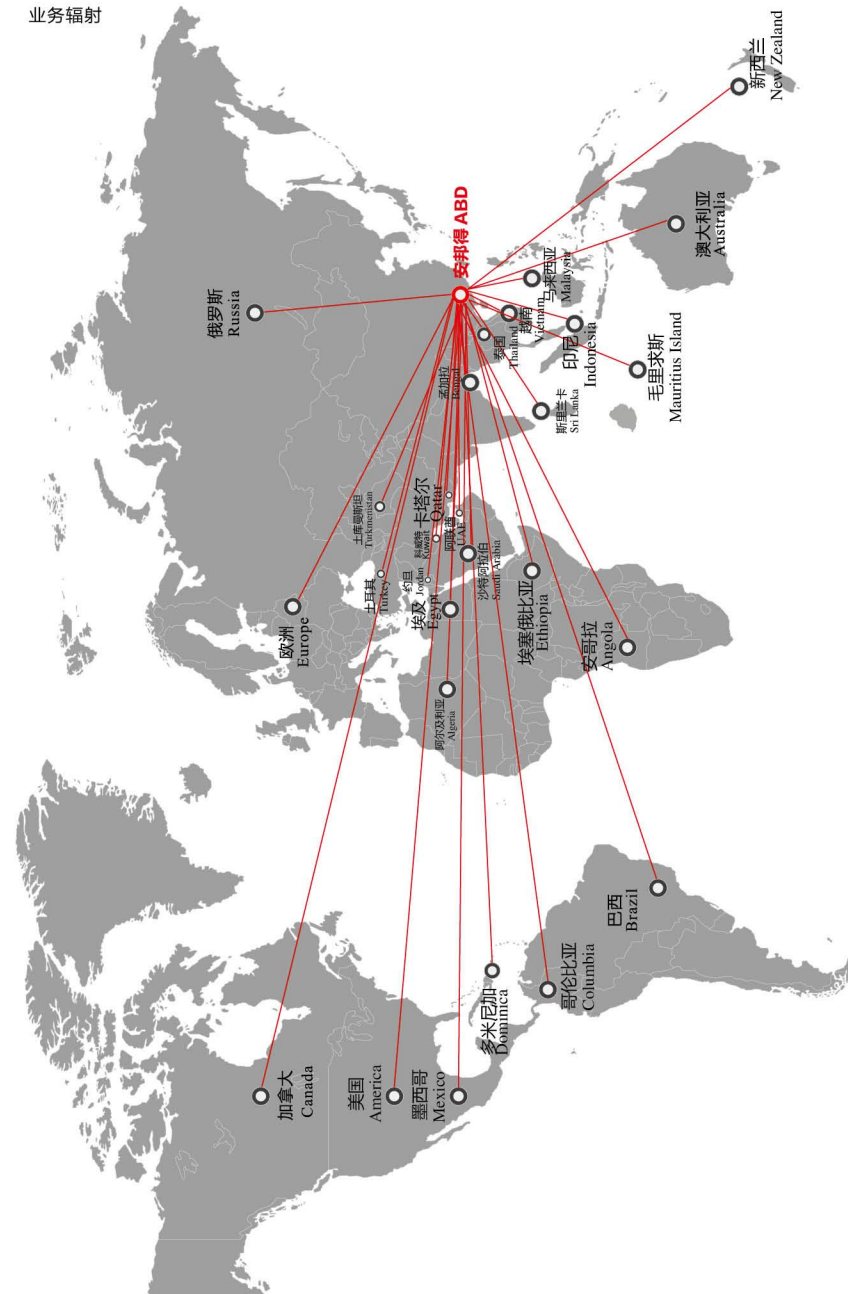 业务辐射
新西兰
New Zealand
澳大利亚
Australia
安邦得 ABD
俄罗斯
Russia
马来西亚
Malaysia
越南
Vietnam
泰国
Thailand
印尼
Indonesia
毛里求斯
Mauritius Island
孟加拉
Bengal
斯里兰卡
Sri Lanka
土库曼斯坦
Turkmenistan
卡塔尔
Qatar
阿联酋
UAE
科威特
Kuwait
沙特阿拉伯
Saudi Arabia
土耳其
Turkey
约旦
Jordan
埃及
Egypt
欧洲
Europe
埃塞俄比亚
Ethiopia
安哥拉
Angola
阿尔及利亚
Algeria
巴西
Brazil
多米尼加
Dominica
哥伦比亚
Columbia
加拿大
Canada
美国
America
墨西哥
Mexico